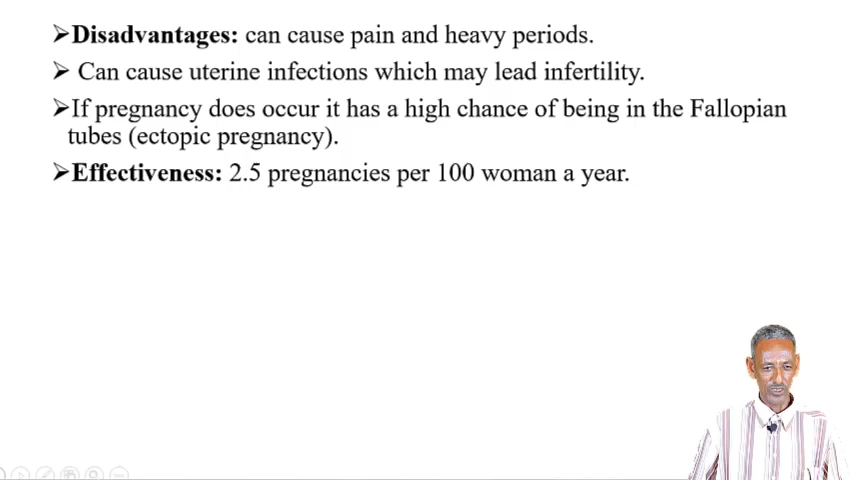 ➢Disadvantages: can cause pain and heavy periods.
➢ Can cause uterine infections which may lead infertility.
➢If pregnancy does occur it has a high chance of being in the Fallopian
tubes (ectopic pregnancy).
➢Effectiveness: 2.5 pregnancies per 100 woman a year.